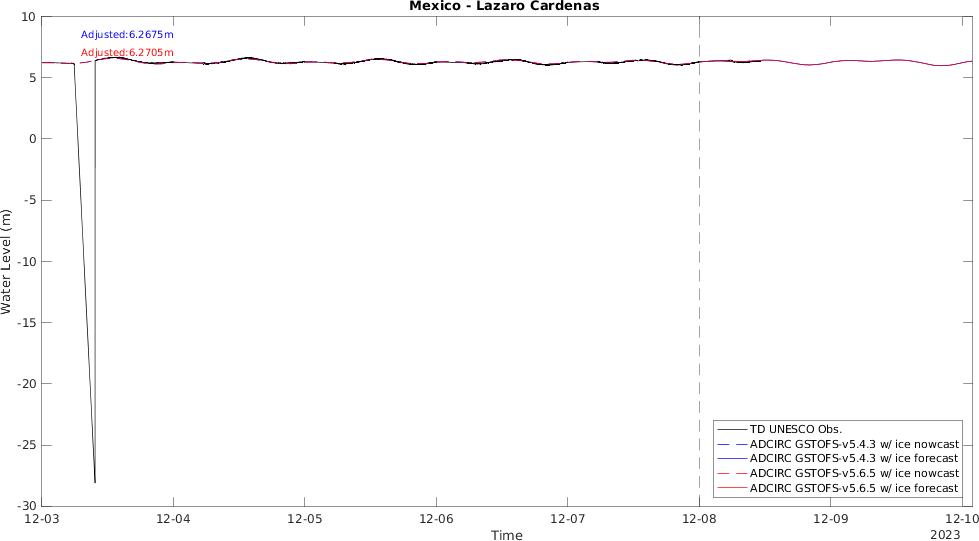 Mexico - Lazaro Cardenas
Adjusted:6.2675m
Adjusted:6.2705m
Water Level (m)
10
5
0
-5
-10
-15
-20
-25
-30
TD UNESCO Obs.
ADCIRC GSTOFS-v5.4.3 w/ ice nowcast
ADCIRC GSTOFS-v5.4.3 w/ ice forecast
ADCIRC GSTOFS-v5.6.5 w/ ice nowcast
ADCIRC GSTOFS-v5.6.5 w/ ice forecast
12-03 12-04 12-05 12-06 12-07 12-08 12-09 12-10
Time
2023